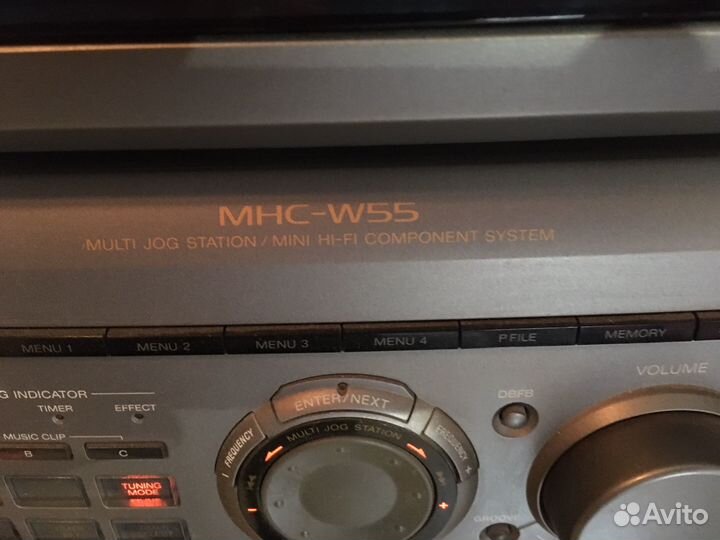 MHC-W55
MULTI JOG STATION / MINI HI-FI COMPONENT SYSTEM
MENU 1 MENU 2 MENU 3 MENU 4 P FILE MEMORY
G INDICATOR
VOLUME
TIMER EFFECT
ENTER/NEXT
DBFB
MUSIC CLIP
B C
- FREQUENCY
MULTI JOG STATION
FREQUENCY +
TUNING
MODE
- +
GROOVE
Avito